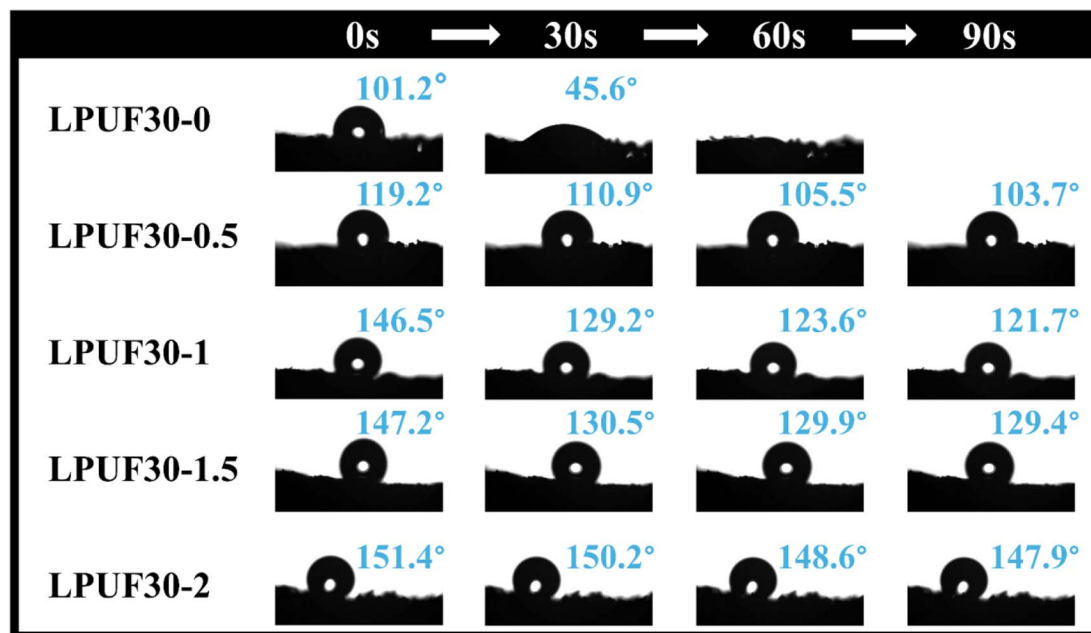 0s 30s 60s 90s
101.2° 45.6°
LPUF30-0
119.2° 110.9° 105.5° 103.7°
LPUF30-0.5
146.5° 129.2° 123.6° 121.7°
LPUF30-1
147.2° 130.5° 129.9° 129.4°
LPUF30-1.5
151.4° 150.2° 148.6° 147.9°
LPUF30-2